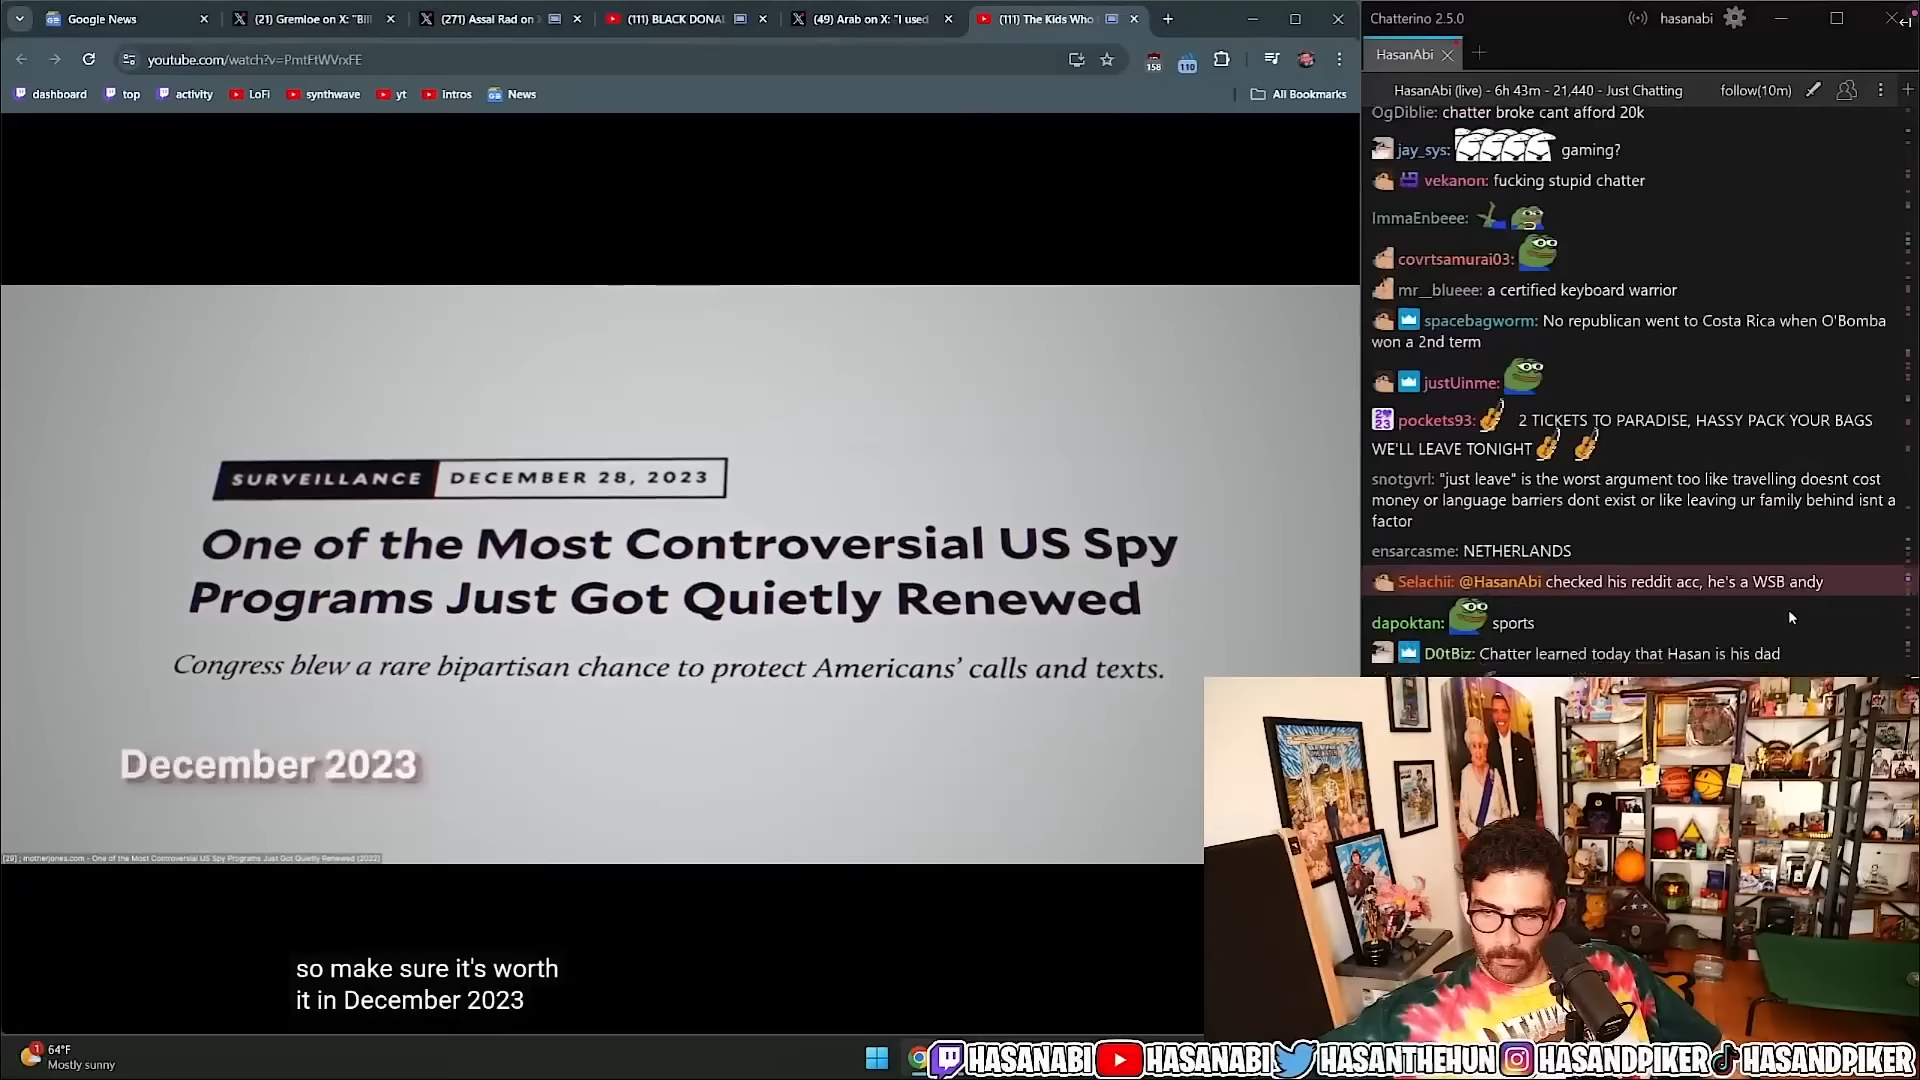 Google News
(21) Gremloe on X: "Bil
(271) Assal Rad on
(111) BLACK DONA
(49) Arab on X: "I used
(111) The Kids Who
youtube.com/watch?v=PmtFtWVrxFE
158
110
dashboard
top
activity
LoFi
synthwave
yt
Intros
News
All Bookmarks
SURVEILLANCE
DECEMBER 28, 2023
One of the Most Controversial US Spy
Programs Just Got Quietly Renewed
Congress blew a rare bipartisan chance to protect Americans' calls and texts.
December 2023
so make sure it's worth
it in December 2023
1
64°F
Mostly sunny
Chatterino 2.5.0
hasanabi
HasanAbi
HasanAbi (live) - 6h 43m - 21,440 - Just Chatting
follow(10m)
OgDiblie: chatter broke cant afford 20k
jay_sys: gaming?
vekanon: fucking stupid chatter
ImmaEnbeee:
covrtsamurai03:
mr__blueee: a certified keyboard warrior
spacebagworm: No republican went to Costa Rica when O'Bomba
won a 2nd term
justUinme:
pockets93: 2 TICKETS TO PARADISE, HASSY PACK YOUR BAGS
WE'LL LEAVE TONIGHT
snotgvrl: "just leave" is the worst argument too like travelling doesnt cost
money or language barriers dont exist or like leaving ur family behind isnt a
factor
ensarcasme: NETHERLANDS
Selachii: @HasanAbi checked his reddit acc, he's a WSB andy
dapoktan: sports
D0tBiz: Chatter learned today that Hasan is his dad
HASANABI
HASANABI
HASANTHEHUN
HASANDPIKER
HASANDPIKER